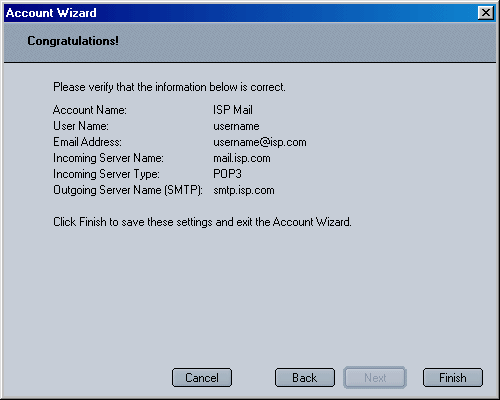 Account Wizard
Congratulations!
Please verify that the information below is correct.
Account Name: ISP Mail
User Name: username
Email Address: username@isp.com
Incoming Server Name: mail.isp.com
Incoming Server Type: POP3
Outgoing Server Name (SMTP): smtp.isp.com
Click Finish to save these settings and exit the Account Wizard.
Cancel Back Next Finish